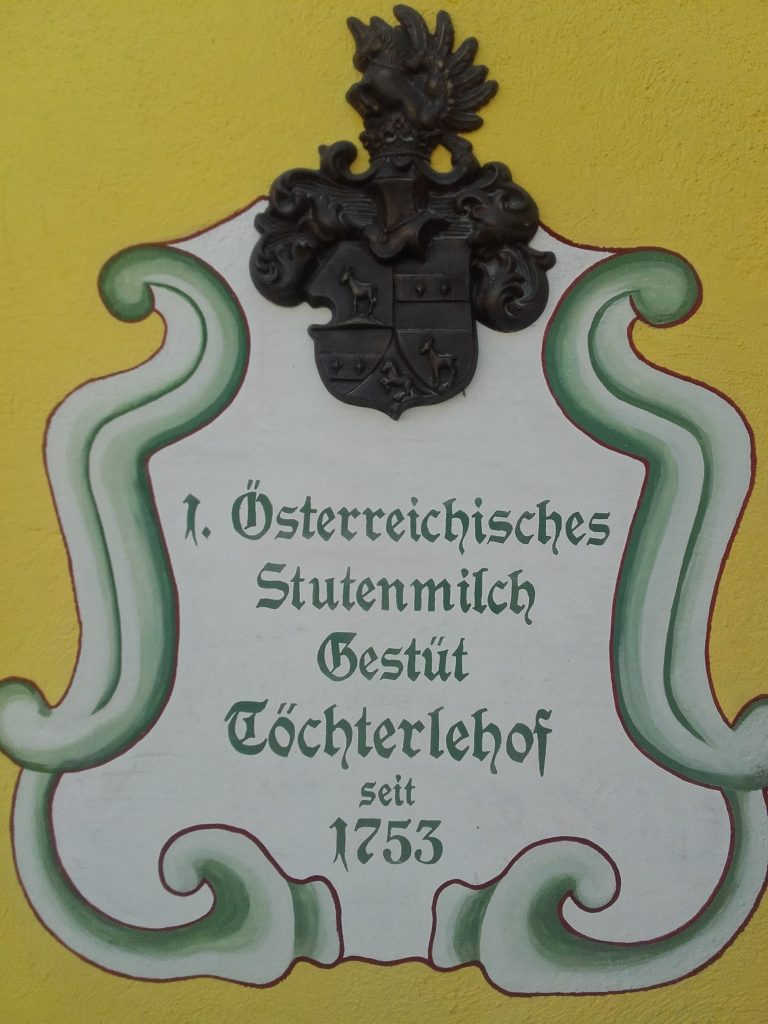 1. Österreichisches
Stutenmilch
Gestüt
Töchterlehof
seit
1753